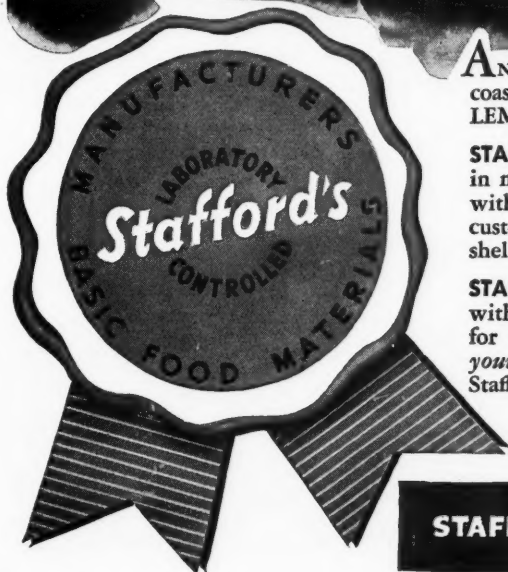 MANUFACTURERS
LABORATORY
Stafford's
CONTROLLED
BASIC FOOD MATERIALS
AN
coas
LEM
STA
in n
with
cust
shel
STA
with
for
your
Staff
STAFF